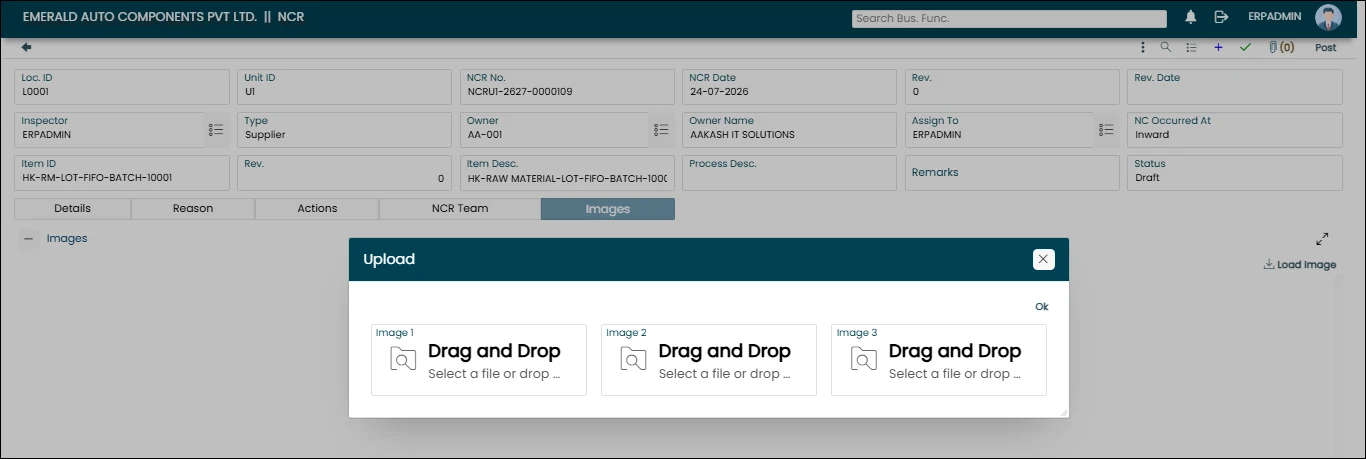 EMERALD AUTO COMPONENTS PVT LTD. || NCR
Search Bus. Func.
ERPADMIN
(0)
Post
Loc. ID
L0001
Unit ID
U1
NCR No.
NCRU1-2627-0000109
NCR Date
24-07-2026
Rev.
0
Rev. Date
Inspector
ERPADMIN
Type
Supplier
Owner
AA-001
Owner Name
AAKASH IT SOLUTIONS
Assign To
ERPADMIN
NC Occurred At
Inward
Item ID
HK-RM-LOT-FIFO-BATCH-10001
Rev.
0
Item Desc.
HK-RAW MATERIAL-LOT-FIFO-BATCH-100
Process Desc.
Remarks
Status
Draft
Details
Reason
Actions
NCR Team
Images
Images
Load Image
Upload
Ok
Image 1
Drag and Drop
Select a file or drop ...
Image 2
Drag and Drop
Select a file or drop ...
Image 3
Drag and Drop
Select a file or drop ...